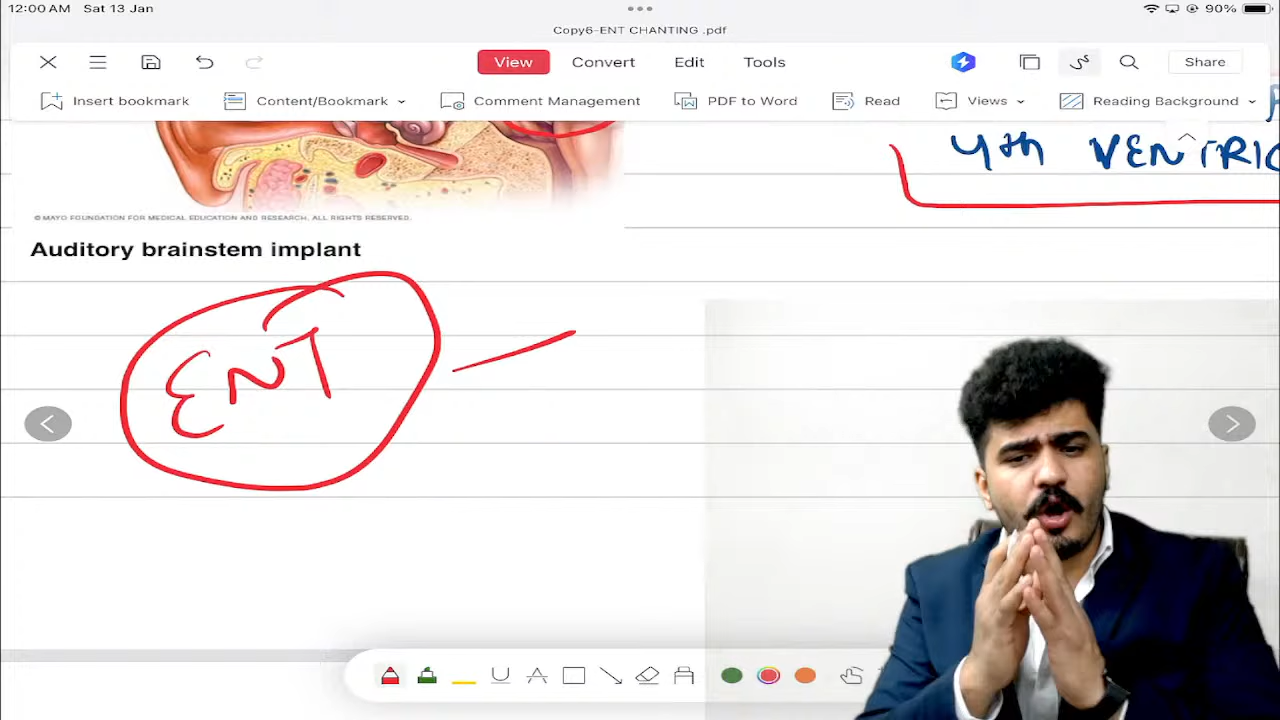 12:00 AM Sat 13 Jan
90%
Copy6-ENT CHANTING .pdf
View Convert Edit Tools
Share
Insert bookmark Content/Bookmark Comment Management PDF to Word Read Views Reading Background
4th VENTRIC
© MAYO FOUNDATION FOR MEDICAL EDUCATION AND RESEARCH. ALL RIGHTS RESERVED.
Auditory brainstem implant
ENT